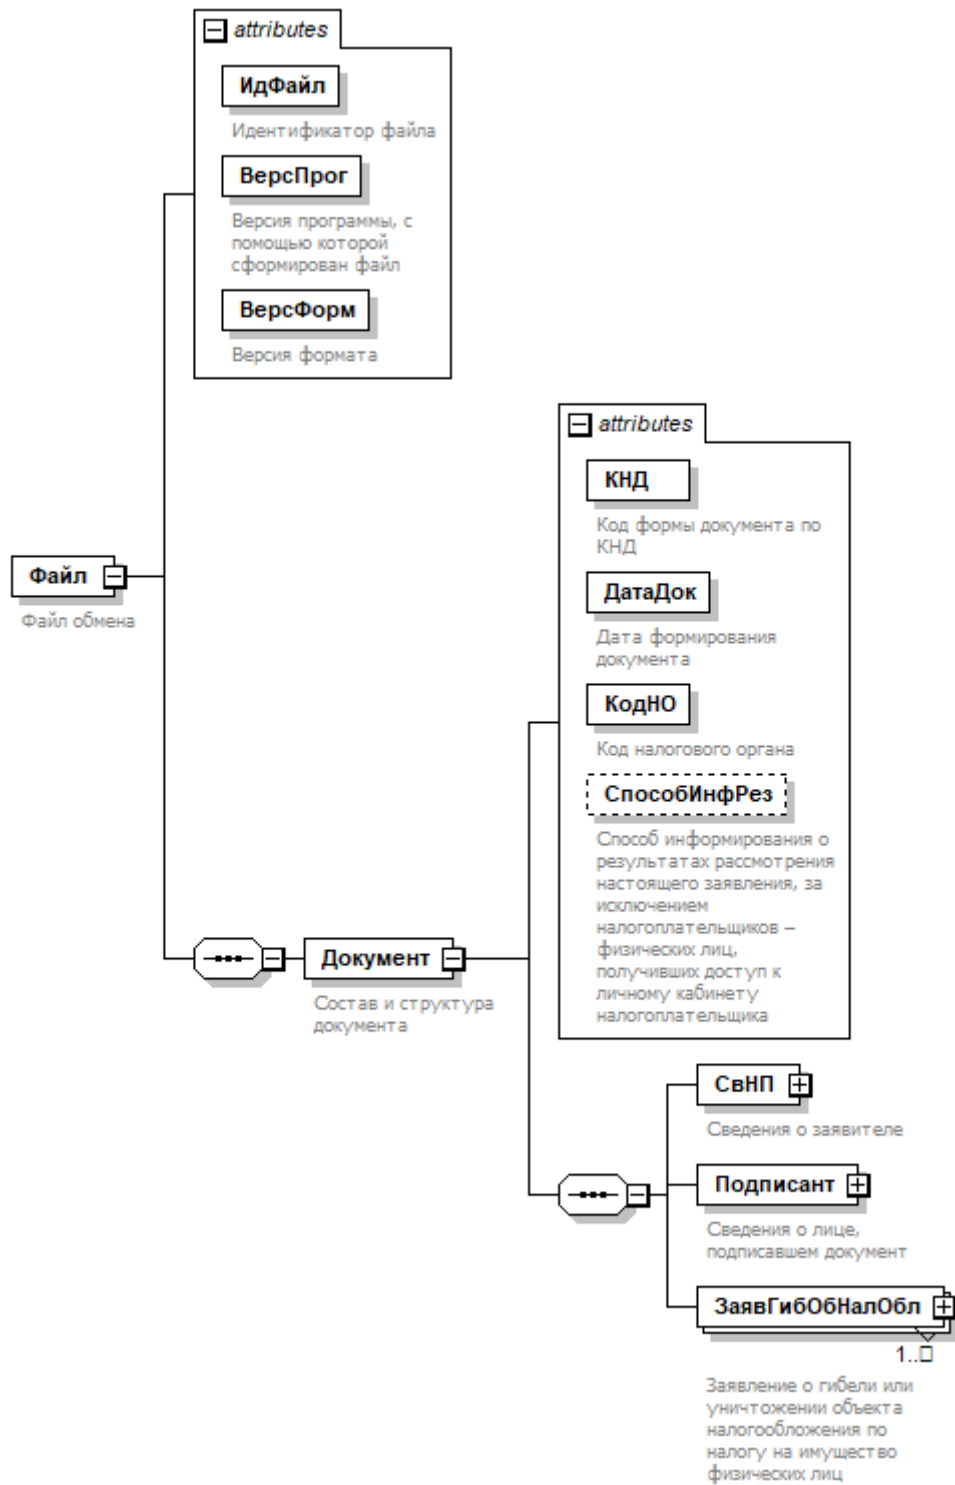 attributes
ИдФайл
Идентификатор файла
ВерсПрог
Версия программы, с
помощью которой
сформирован файл
ВерсФорм
Версия формата
Файл
Файл обмена
Документ
Состав и структура
документа
attributes
КНД
Код формы документа по
КНД
ДатаДок
Дата формирования
документа
КодНО
Код налогового органа
СпособИнфРез
Способ информирования о
результатах рассмотрения
настоящего заявления, за
исключением
налогоплательщиков –
физических лиц,
получивших доступ к
личному кабинету
налогоплательщика
СвНП
Сведения о заявителе
Подписант
Сведения о лице,
подписавшем документ
ЗаявГибОбНалОбл
1..□
Заявление о гибели или
уничтожении объекта
налогообложения по
налогу на имущество
физических лиц